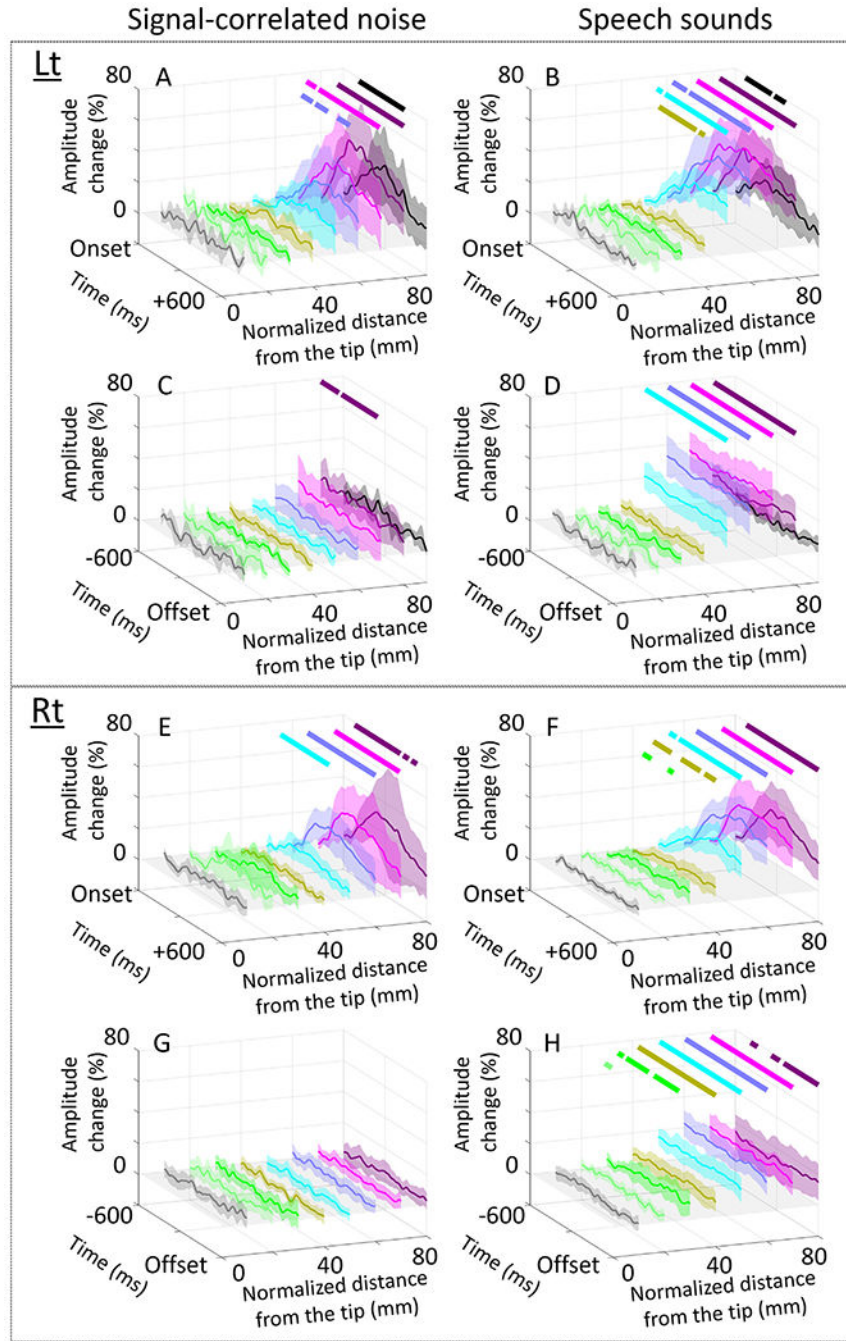 Signal-correlated noise
Speech sounds
Lt
A
80
Amplitude
change (%)
0
Onset
Time (ms)
+600
0
40
80
Normalized distance
from the tip (mm)
B
80
Amplitude
change (%)
0
Onset
Time (ms)
+600
0
40
80
Normalized distance
from the tip (mm)
C
80
Amplitude
change (%)
0
-600
Time (ms)
Offset
0
40
80
Normalized distance
from the tip (mm)
D
80
Amplitude
change (%)
0
-600
Time (ms)
Offset
0
40
80
Normalized distance
from the tip (mm)
Rt
E
80
Amplitude
change (%)
0
Onset
Time (ms)
+600
0
40
80
Normalized distance
from the tip (mm)
F
80
Amplitude
change (%)
0
Onset
Time (ms)
+600
0
40
80
Normalized distance
from the tip (mm)
G
80
Amplitude
change (%)
0
-600
Time (ms)
Offset
0
40
80
Normalized distance
from the tip (mm)
H
80
Amplitude
change (%)
0
-600
Time (ms)
Offset
0
40
80
Normalized distance
from the tip (mm)